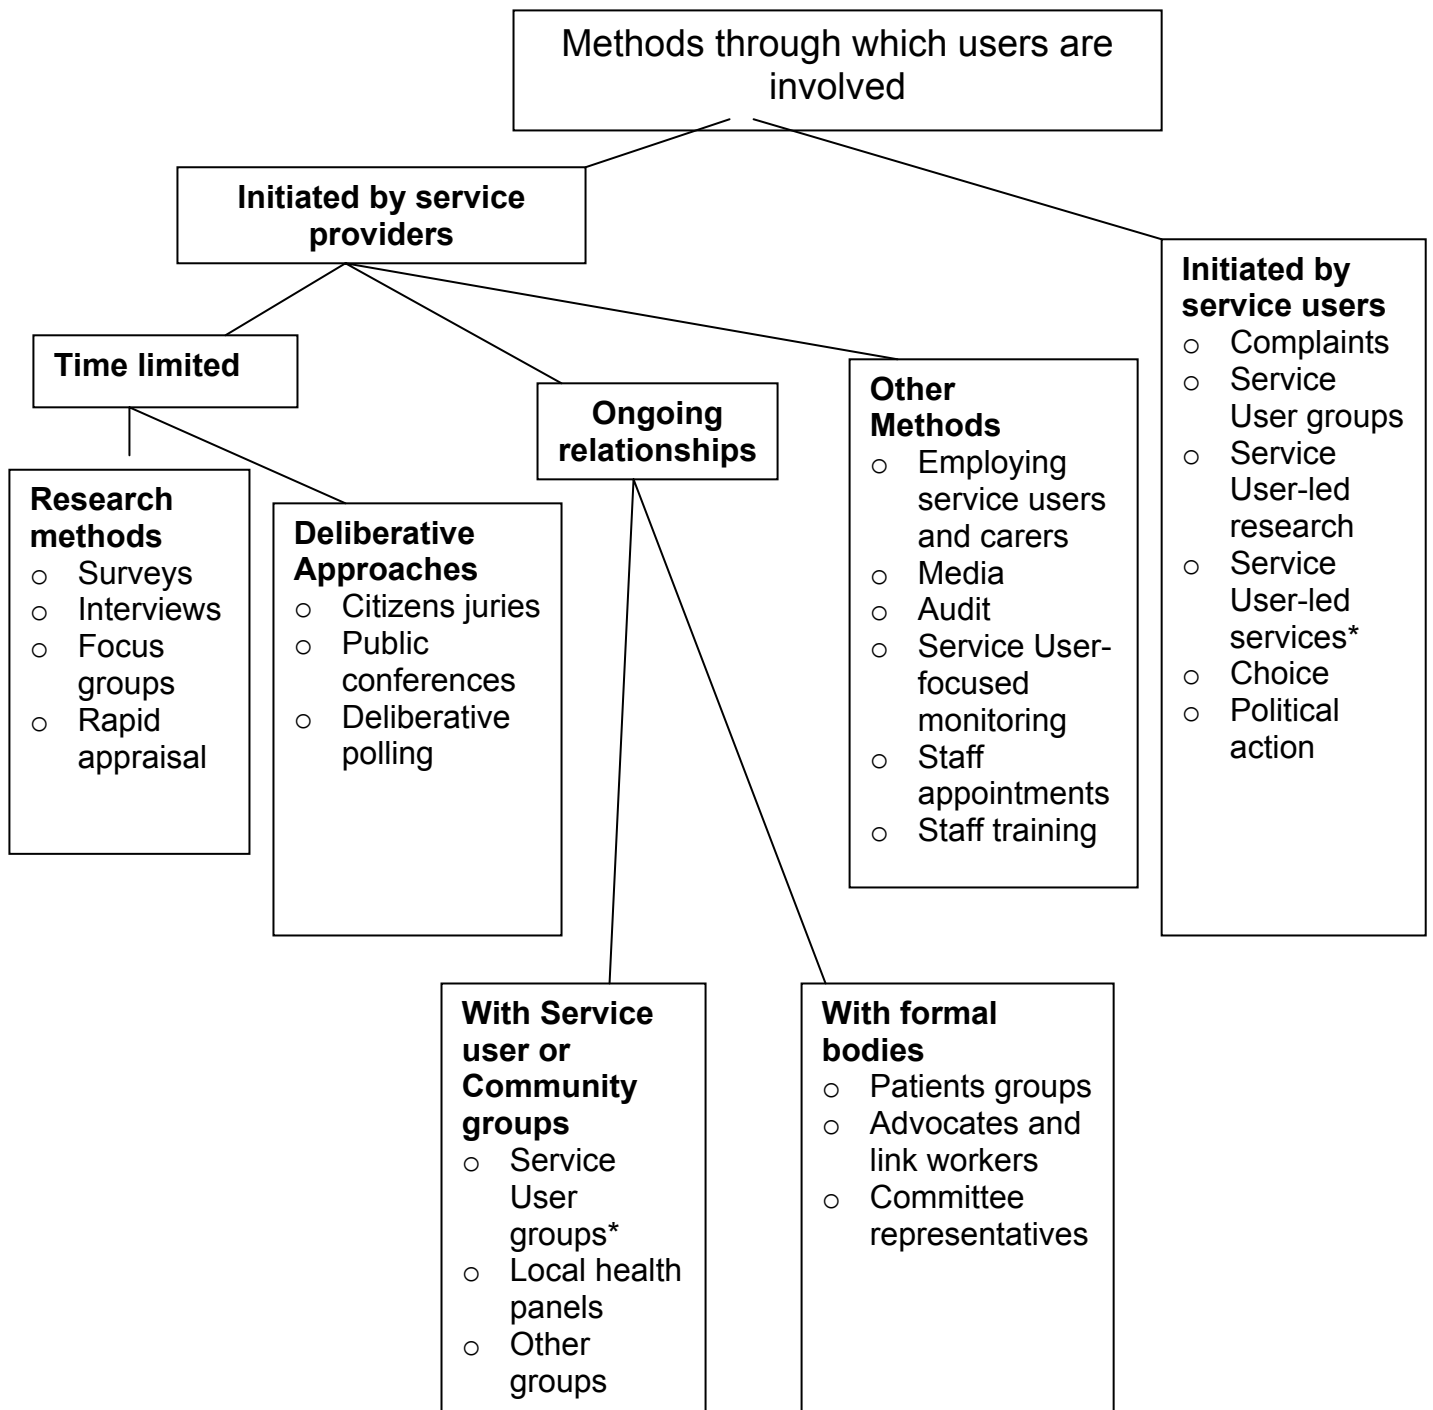 Methods through which users are
involved
Initiated by service
providers
Time limited
Research
methods
o Surveys
o Interviews
o Focus
groups
o Rapid
appraisal
Deliberative
Approaches
o Citizens juries
o Public
conferences
o Deliberative
polling
Ongoing
relationships
With Service
user or
Community
groups
o Service
User
groups*
o Local health
panels
o Other
groups
With formal
bodies
o Patients groups
o Advocates and
link workers
o Committee
representatives
Other
Methods
o Employing
service users
and carers
o Media
o Audit
o Service User-
focused
monitoring
o Staff
appointments
o Staff training
Initiated by
service users
o Complaints
o Service
User groups
o Service
User-led
research
o Service
User-led
services*
o Choice
o Political
action